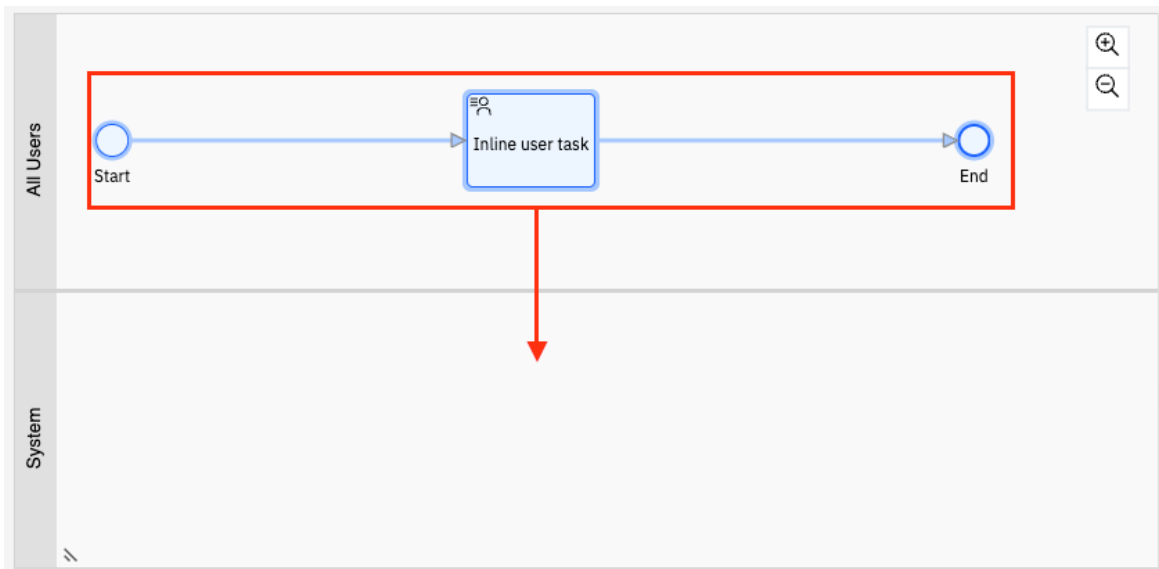 All Users
Inline user task
Start
End
System